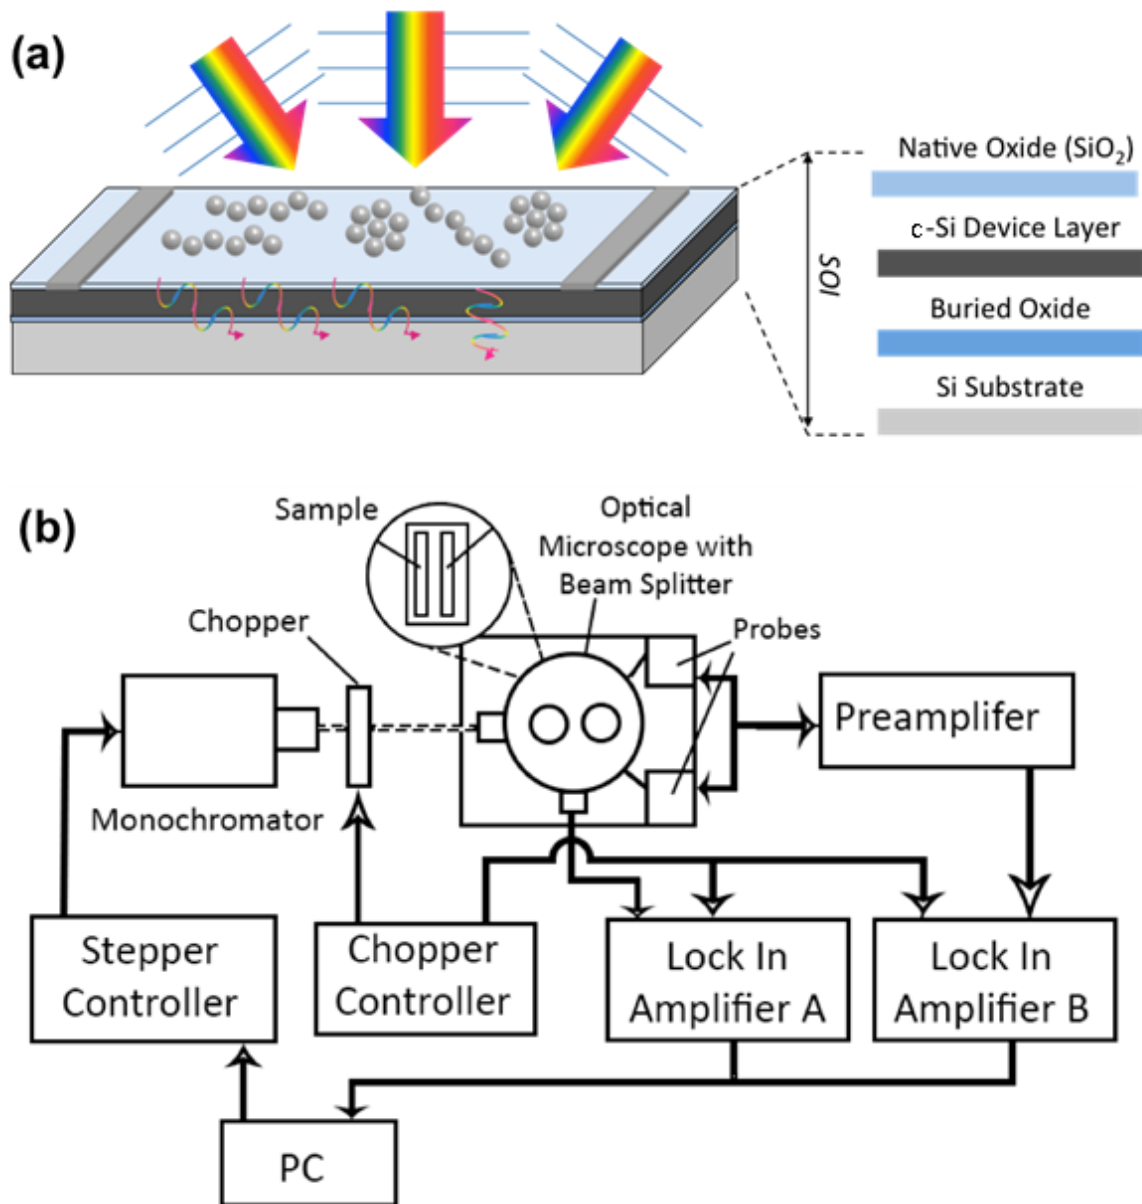 (a)
Native Oxide (SiO₂)
c-Si Device Layer
SOI
Buried Oxide
Si Substrate
(b)
Sample
Optical
Microscope with
Beam Splitter
Chopper
Probes
Preamplifer
Monochromator
Stepper
Controller
Chopper
Controller
Lock In
Amplifier A
Lock In
Amplifier B
PC